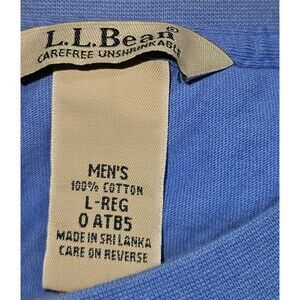 L.L.Bean®
CAREFREE UNSHRINKABLE
MEN'S
100% COTTON
L-REG
0 ATB5
MADE IN SRI LANKA
CARE ON REVERSE